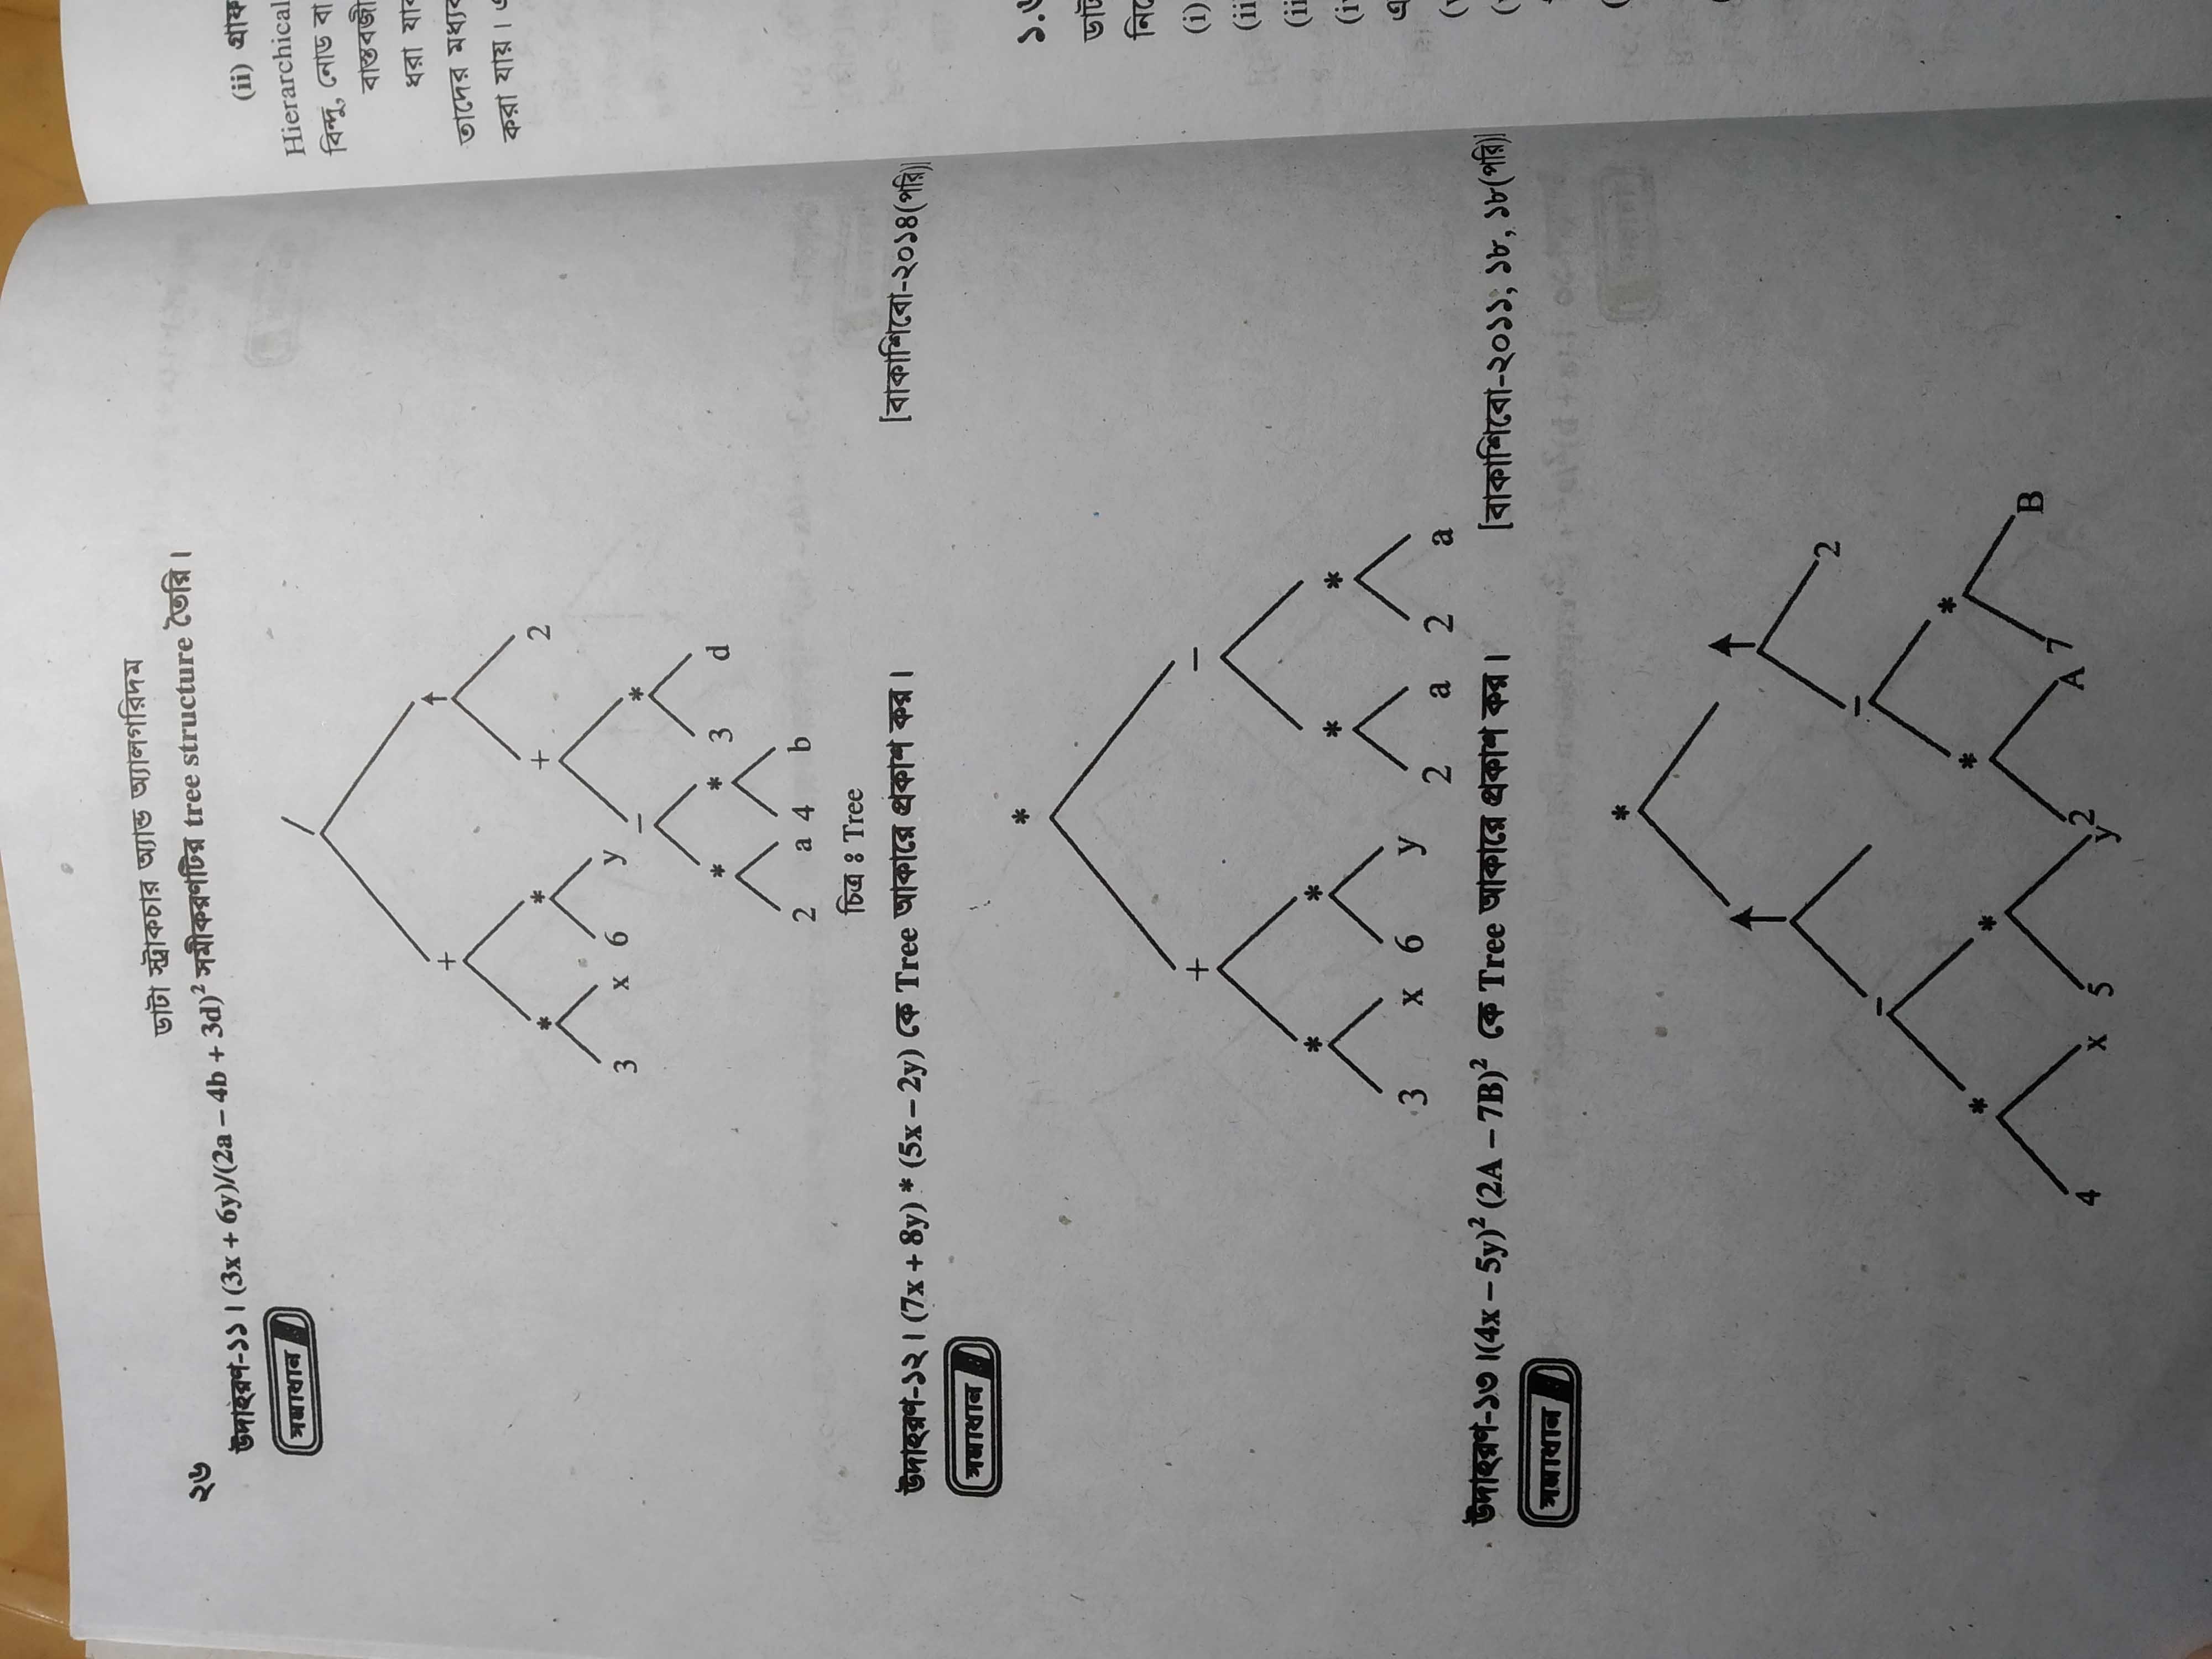 ২৬
ডাটা স্ট্রাকচার অ্যান্ড অ্যালগরিদম
উদাহরণ-১১। (3x + 6y)/(2a – 4b + 3d)² সমীকরণটির tree structure তৈরি।
সমাধান
/
+ ↑
* * + 2
3 x 6 y – * 
* * 3 d
2 a 4 b
চিত্র ঃ Tree
উদাহরণ-১২। (7x + 8y) * (5x – 2y) কে Tree আকারে প্রকাশ কর। [বাকাশিবো-২০১৪(পরি)]
সমাধান
*
+ –
* * * *
3 x 6 y 2 a 2 a
উদাহরণ-১৩।(4x – 5y)² (2A – 7B)² কে Tree আকারে প্রকাশ কর। [বাকাশিবো-২০১১, ১৮, ১৮(পরি)]
সমাধান
*
↑ ↑
– – 2
* * * *
4 x 5 y 2 A 7 B
(ii) গ্রাফ
Hierarchical
বিন্দু, নোড বা
বাস্তবজী
ধরা যাব
তাদের মধ্যক
করা যায়।
১.৬
ডাট
নিে
(i)
(ii
(ii
(i